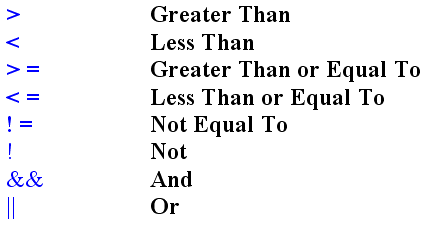 > Greater Than
< Less Than
> = Greater Than or Equal To
< = Less Than or Equal To
! = Not Equal To
! Not
&& And
|| Or